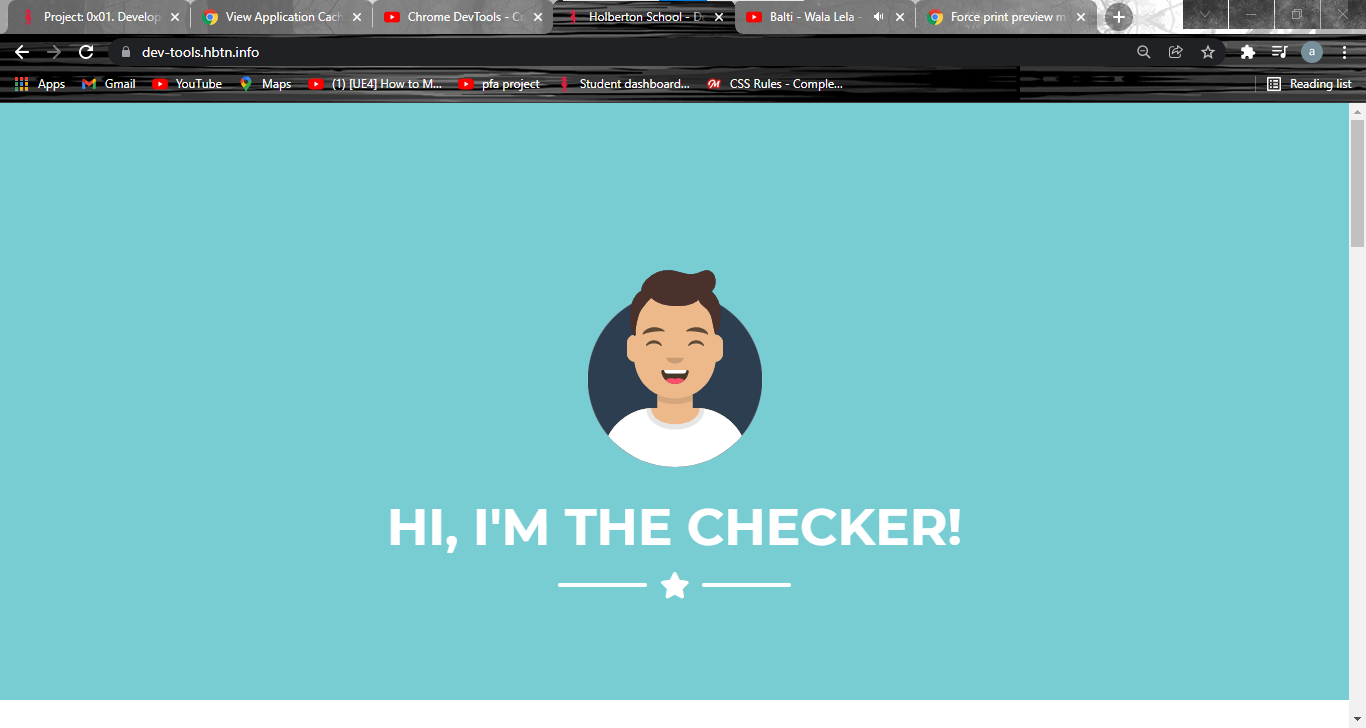 Project: 0x01. Develop
View Application Cach
Chrome DevTools - C
Holberton School - D
Balti - Wala Lela -
Force print preview m
dev-tools.hbtn.info
a
Apps
Gmail
YouTube
Maps
(1) [UE4] How to M...
pfa project
Student dashboard...
CSS Rules - Comple...
Reading list
HI, I'M THE CHECKER!